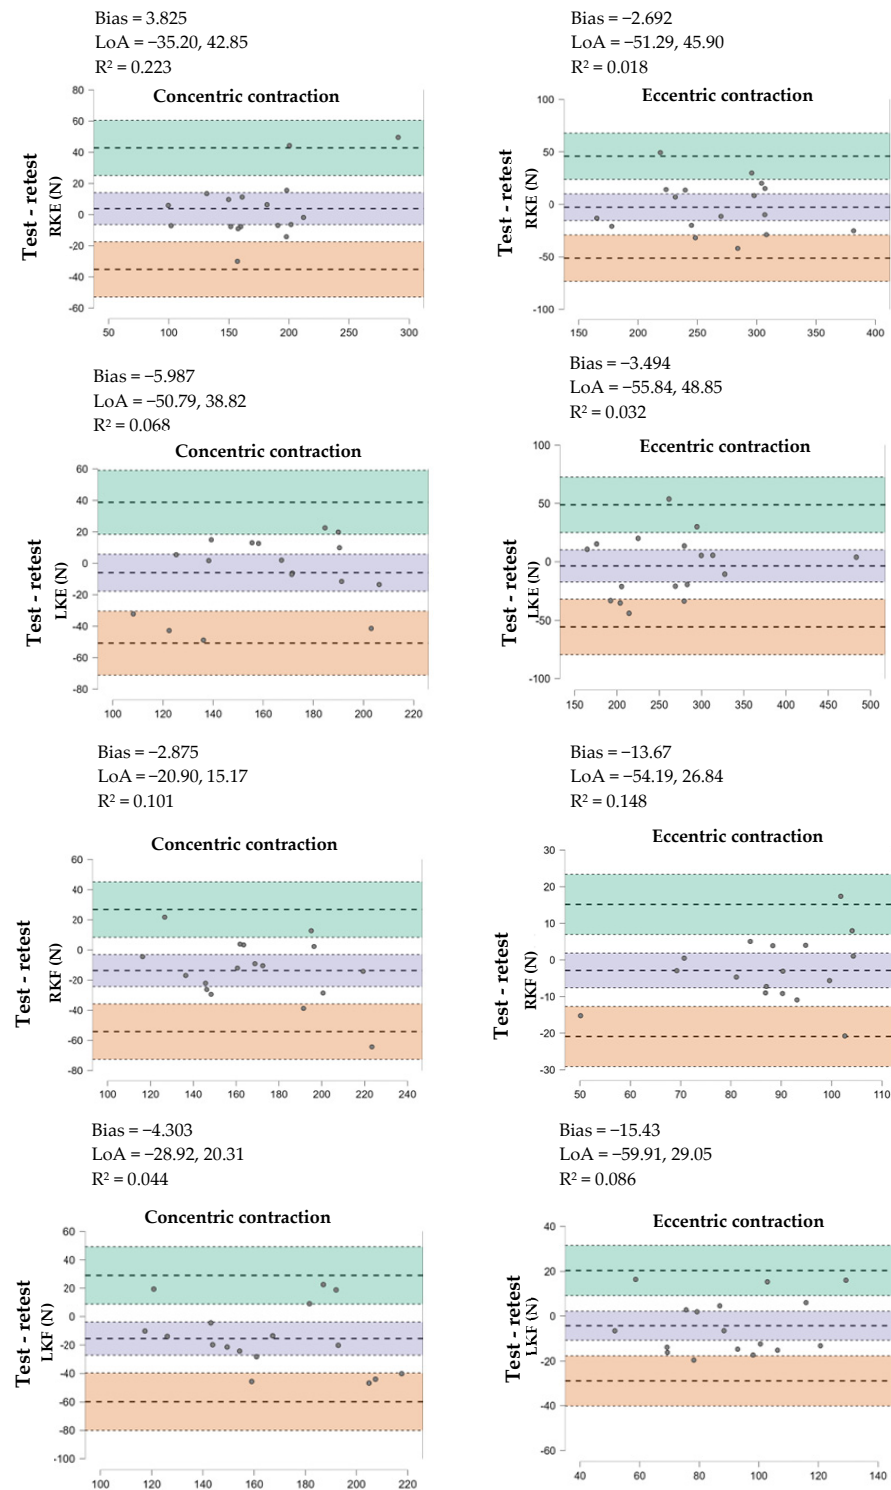 Bias = 3.825
LoA = −35.20, 42.85
R² = 0.223
Concentric contraction
Test - retest
RKE (N)
80
60
40
20
0
-20
-40
-60
50 100 150 200 250 300
Bias = −2.692
LoA = −51.29, 45.90
R² = 0.018
Eccentric contraction
Test - retest
RKE (N)
100
50
0
-50
-100
150 200 250 300 350 400
Bias = −5.987
LoA = −50.79, 38.82
R² = 0.068
Concentric contraction
Test - retest
LKE (N)
60
40
20
0
-20
-40
-60
-80
100 120 140 160 180 200 220
Bias = −3.494
LoA = −55.84, 48.85
R² = 0.032
Eccentric contraction
Test - retest
LKE (N)
100
50
0
-50
-100
150 200 250 300 350 400 450 500
Bias = −2.875
LoA = −20.90, 15.17
R² = 0.101
Concentric contraction
Test - retest
RKF (N)
60
40
20
0
-20
-40
-60
-80
100 120 140 160 180 200 220 240
Bias = −13.67
LoA = −54.19, 26.84
R² = 0.148
Eccentric contraction
Test - retest
RKF (N)
30
20
10
0
-10
-20
-30
50 60 70 80 90 100 110
Bias = −4.303
LoA = −28.92, 20.31
R² = 0.044
Concentric contraction
Test - retest
LKF (N)
60
40
20
0
-20
-40
-60
-80
-100
100 120 140 160 180 200 220
Bias = −15.43
LoA = −59.91, 29.05
R² = 0.086
Eccentric contraction
Test - retest
LKF (N)
40
20
0
-20
-40
-60
40 60 80 100 120 140